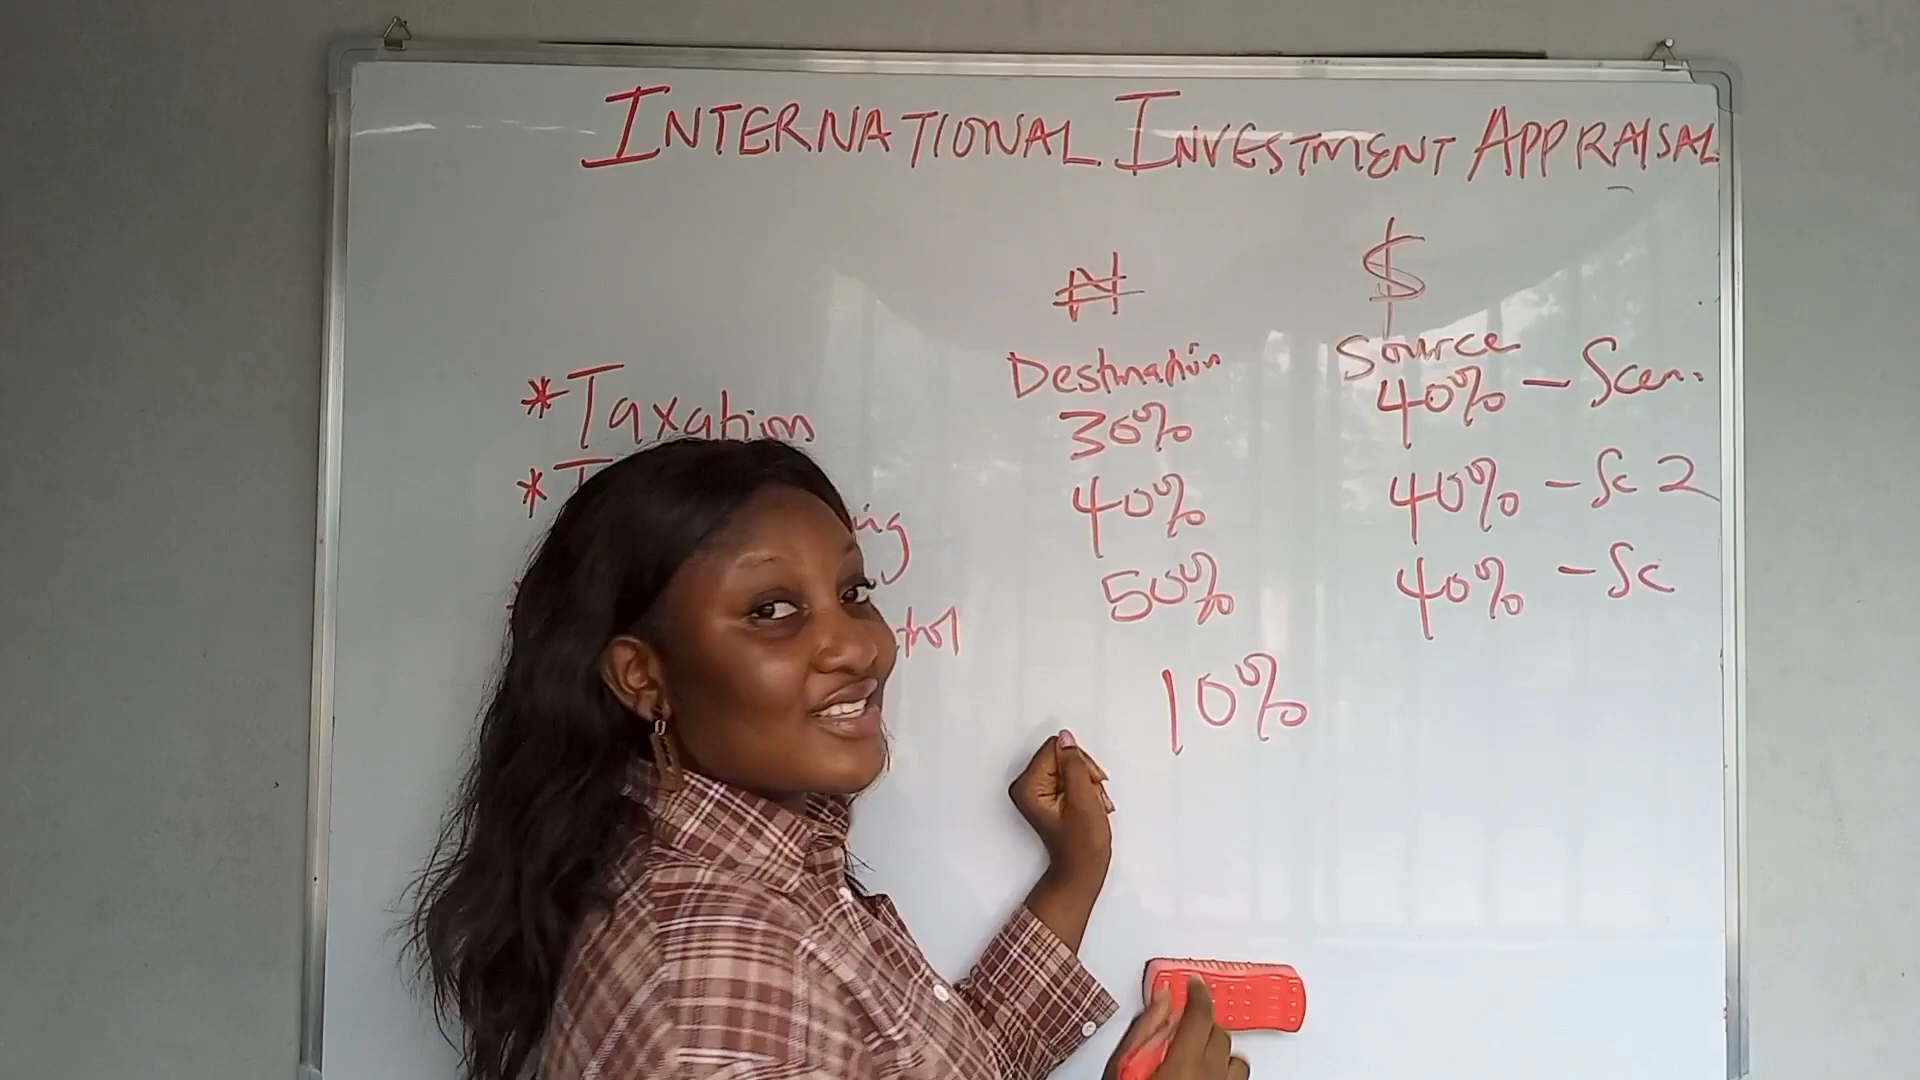 INTERNATIONAL INVESTMENT APPRAISAL
₦ $
Destination Source
* Taxation 30% 40% - Scen.
* 40% 40% - Sc 2
50% 40% - Sc
10%